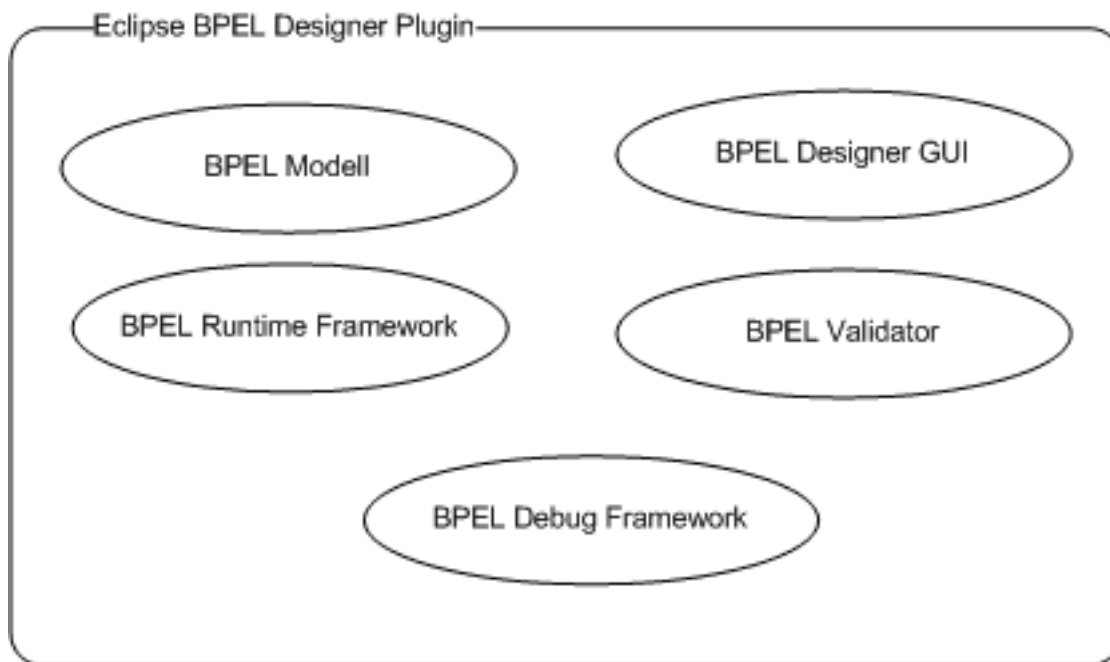 Eclipse BPEL Designer Plugin
BPEL Modell
BPEL Designer GUI
BPEL Runtime Framework
BPEL Validator
BPEL Debug Framework